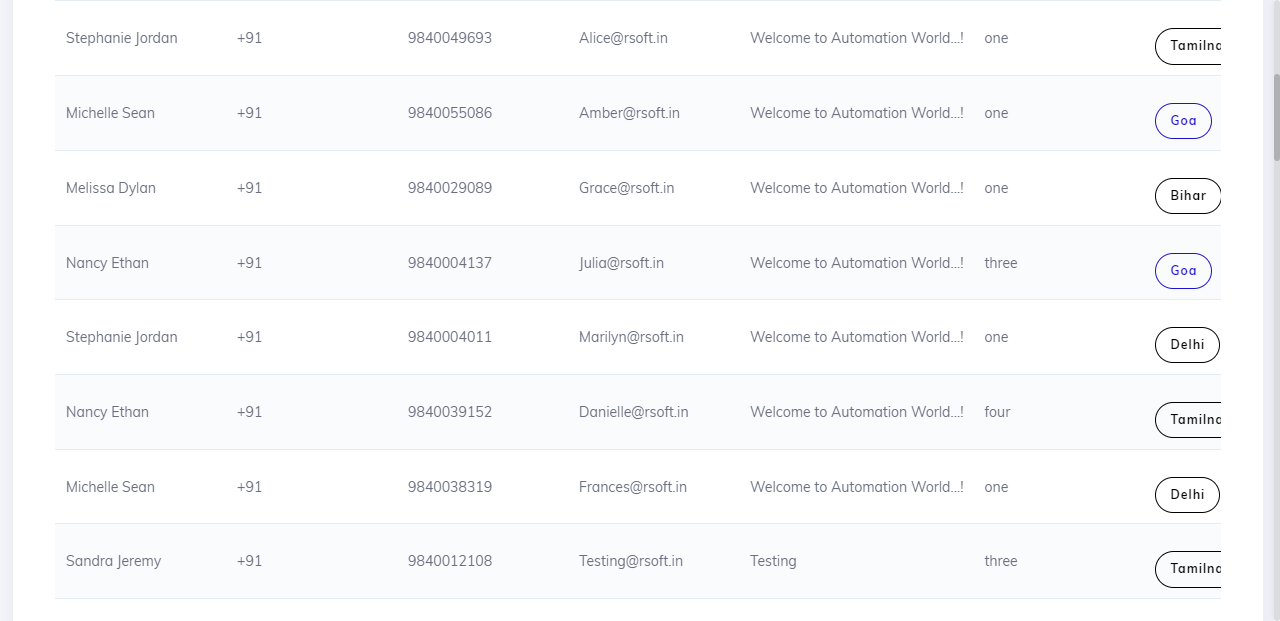 Stephanie Jordan +91 9840049693 Alice@rsoft.in Welcome to Automation World...! one
Michelle Sean +91 9840055086 Amber@rsoft.in Welcome to Automation World...! one Goa
Melissa Dylan +91 9840029089 Grace@rsoft.in Welcome to Automation World...! one Bihar
Nancy Ethan +91 9840004137 Julia@rsoft.in Welcome to Automation World...! three Goa
Stephanie Jordan +91 9840004011 Marilyn@rsoft.in Welcome to Automation World...! one Delhi
Nancy Ethan +91 9840039152 Danielle@rsoft.in Welcome to Automation World...! four
Michelle Sean +91 9840038319 Frances@rsoft.in Welcome to Automation World...! one Delhi
Sandra Jeremy +91 9840012108 Testing@rsoft.in Testing three